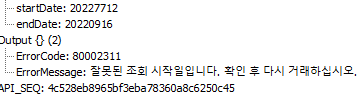 startDate: 20227712
endDate: 20220916
Output {} (2)
ErrorCode: 80002311
ErrorMessage: 잘못된 조회 시작일입니다. 확인 후 다시 거래하십시오.
API_SEQ: 4c528eb8965bf3eba78360a8c6250c45